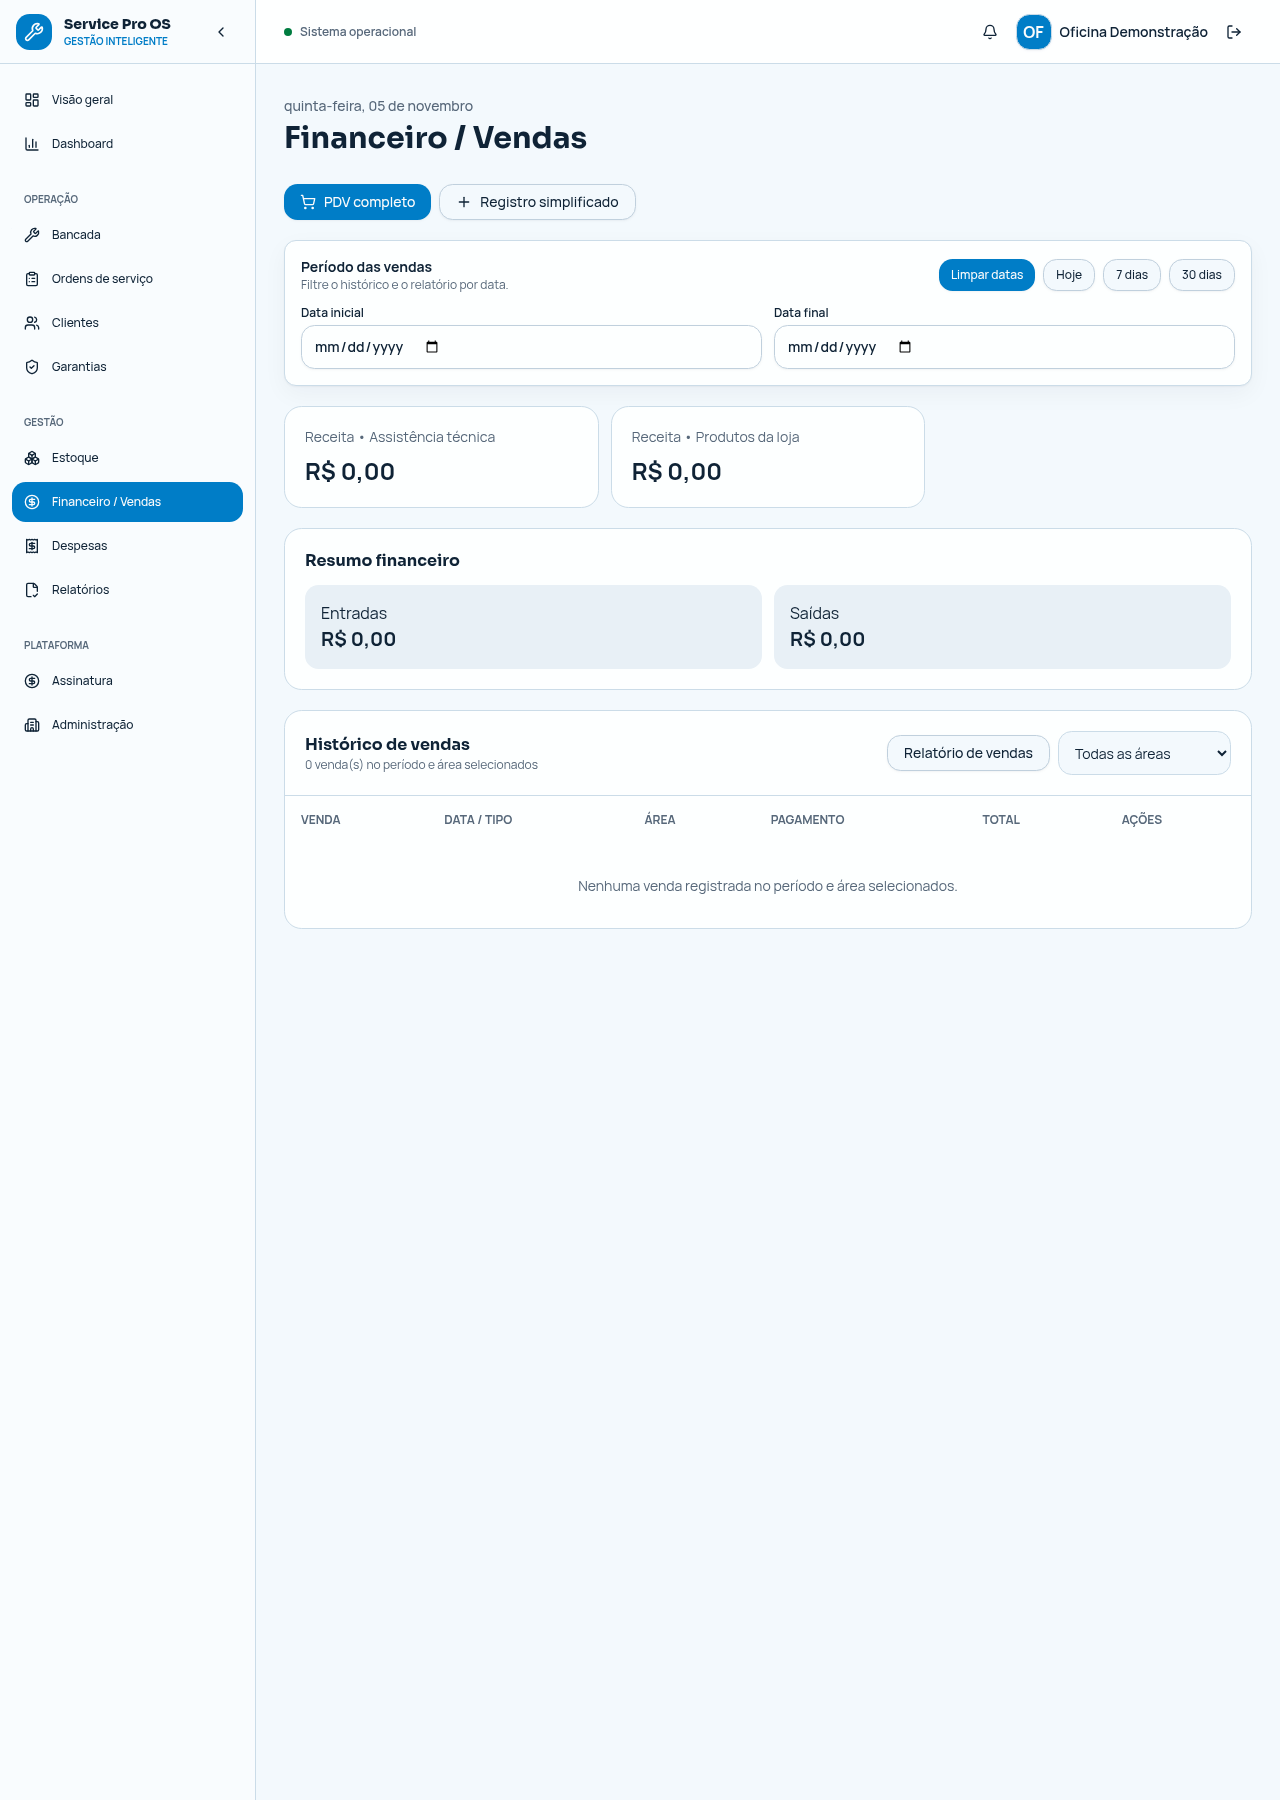 Service Pro OS
GESTÃO INTELIGENTE
Sistema operacional
OF
Oficina Demonstração
Visão geral
Dashboard
OPERAÇÃO
Bancada
Ordens de serviço
Clientes
Garantias
GESTÃO
Estoque
Financeiro / Vendas
Despesas
Relatórios
PLATAFORMA
Assinatura
Administração
quinta-feira, 05 de novembro
Financeiro / Vendas
PDV completo
Registro simplificado
Período das vendas
Filtre o histórico e o relatório por data.
Limpar datas
Hoje
7 dias
30 dias
Data inicial
mm/dd/yyyy
Data final
mm/dd/yyyy
Receita • Assistência técnica
R$ 0,00
Receita • Produtos da loja
R$ 0,00
Resumo financeiro
Entradas
R$ 0,00
Saídas
R$ 0,00
Histórico de vendas
0 venda(s) no período e área selecionados
Relatório de vendas
Todas as áreas
VENDA DATA / TIPO ÁREA PAGAMENTO TOTAL AÇÕES
Nenhuma venda registrada no período e área selecionados.